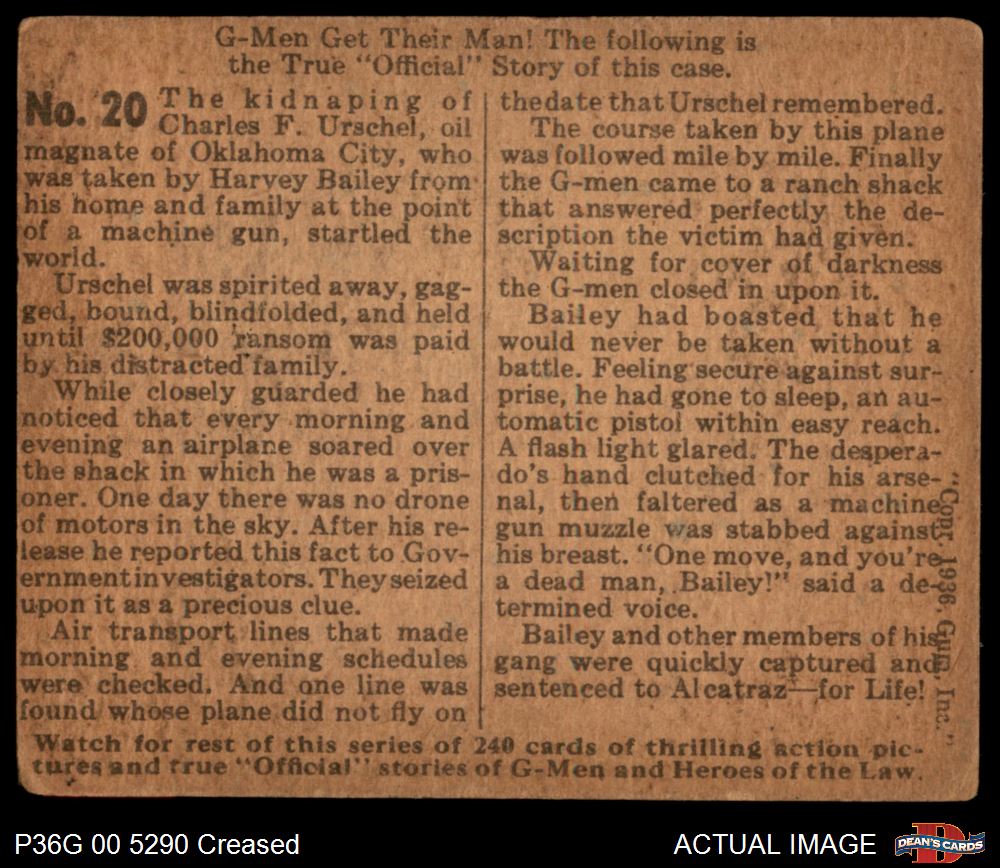 G-Men Get Their Man! The following is
the True "Official" Story of this case.
No. 20 The kidnaping of
Charles F. Urschel, oil
magnate of Oklahoma City, who
was taken by Harvey Bailey from
his home and family at the point
of a machine gun, startled the
world.
Urschel was spirited away, gag-
ged, bound, blindfolded, and held
until $200,000 ransom was paid
by his distracted family.
While closely guarded he had
noticed that every morning and
evening an airplane soared over
the shack in which he was a pris-
oner. One day there was no drone
of motors in the sky. After his re-
lease he reported this fact to Gov-
ernment investigators. They seized
upon it as a precious clue.
Air transport lines that made
morning and evening schedules
were checked. And one line was
found whose plane did not fly on
the date that Urschel remembered.
The course taken by this plane
was followed mile by mile. Finally
the G-men came to a ranch shack
that answered perfectly the de-
scription the victim had given.
Waiting for cover of darkness
the G-men closed in upon it.
Bailey had boasted that he
would never be taken without a
battle. Feeling secure against sur-
prise, he had gone to sleep, an au-
tomatic pistol within easy reach.
A flash light glared. The despera-
do's hand clutched for his arse-
nal, then faltered as a machine
gun muzzle was stabbed against
his breast. "One move, and you're
a dead man, Bailey!" said a de-
termined voice.
Bailey and other members of his
gang were quickly captured and
sentenced to Alcatraz—for Life!
"Copr. 1936, Gum, Inc."
Watch for rest of this series of 240 cards of thrilling action pic-
tures and true "Official" stories of G-Men and Heroes of the Law.
P36G 00 5290 Creased
ACTUAL IMAGE
D
DEAN'S CARDS